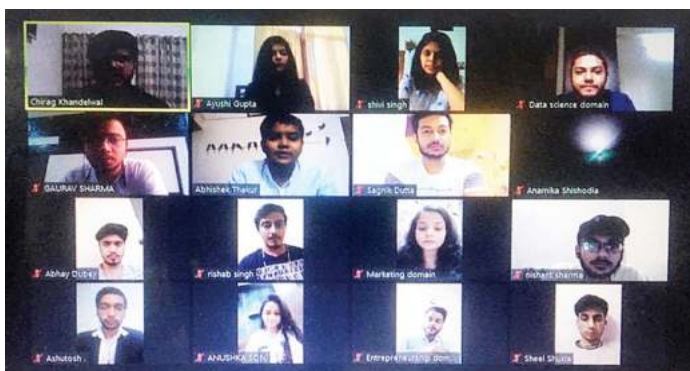 Chirag Khandelwal
Ayushi Gupta
shivi singh
Data science domain
GAURAV SHARMA
Abhishek Thakur
Sagnik Dutta
Anamika Shishodia
Abhay Dubey
rishab singh
Marketing domain
nishant sharma
Ashutosh .
ANUSHKA SONI
Entrepreneurship dom...
Sheel Shukla